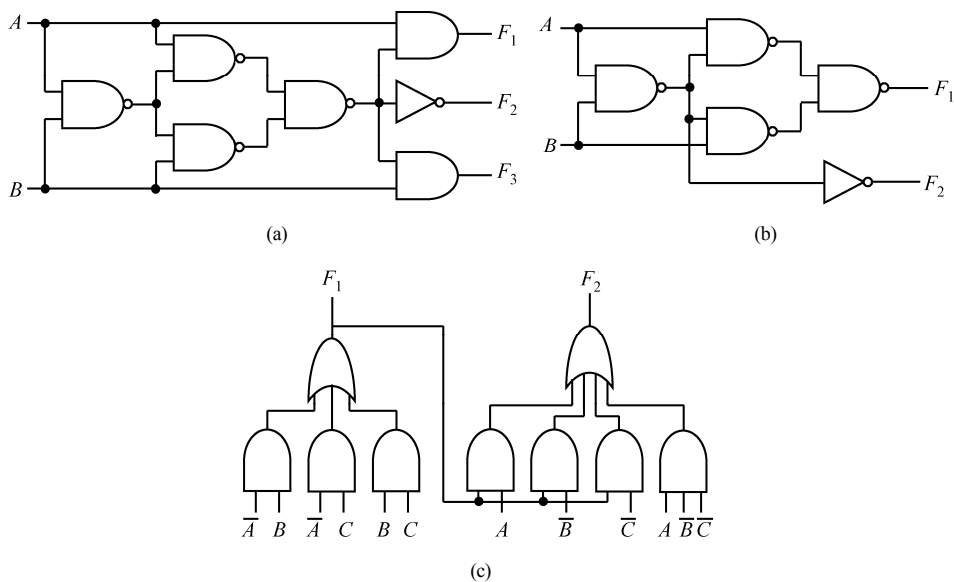 A
B
F₁
F₂
F₃
(a)
A
B
F₁
F₂
(b)
F₁
F₂
A̅ B A̅ C B C A B̅ C̅ A B̅ C̅
(c)